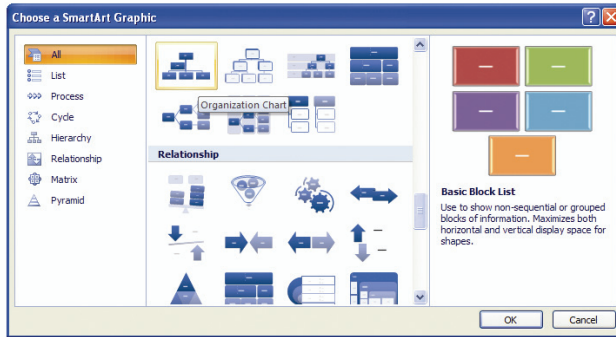 Choose a SmartArt Graphic
All
List
Process
Cycle
Hierarchy
Relationship
Matrix
Pyramid
Organization Chart
Relationship
Basic Block List
Use to show non-sequential or grouped
blocks of information. Maximizes both
horizontal and vertical display space for
shapes.
OK
Cancel